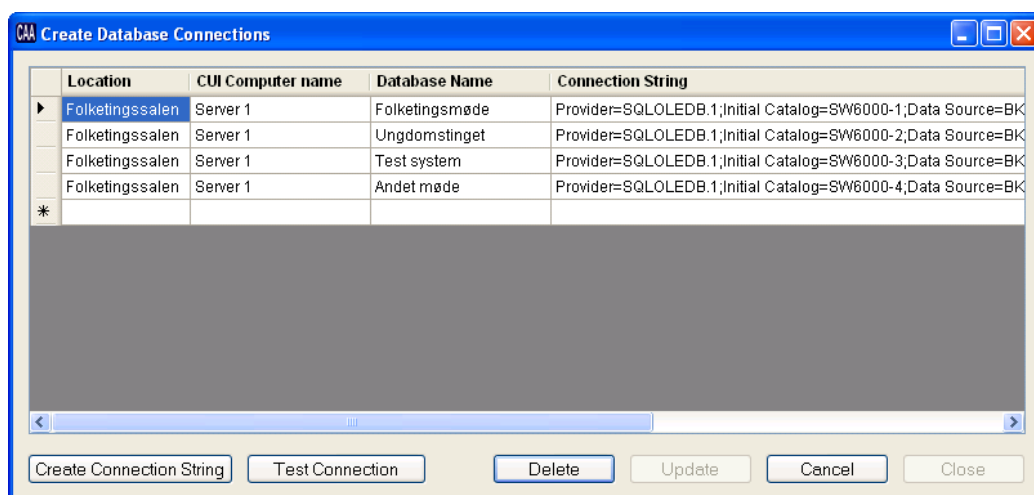 CAA Create Database Connections
Location CUI Computer name Database Name Connection String
Folketingssalen Server 1 Folketingsmøde Provider=SQLOLEDB.1;Initial Catalog=SW6000-1;Data Source=BK
Folketingssalen Server 1 Ungdomstinget Provider=SQLOLEDB.1;Initial Catalog=SW6000-2;Data Source=BK
Folketingssalen Server 1 Test system Provider=SQLOLEDB.1;Initial Catalog=SW6000-3;Data Source=BK
Folketingssalen Server 1 Andet møde Provider=SQLOLEDB.1;Initial Catalog=SW6000-4;Data Source=BK
Create Connection String Test Connection Delete Update Cancel Close